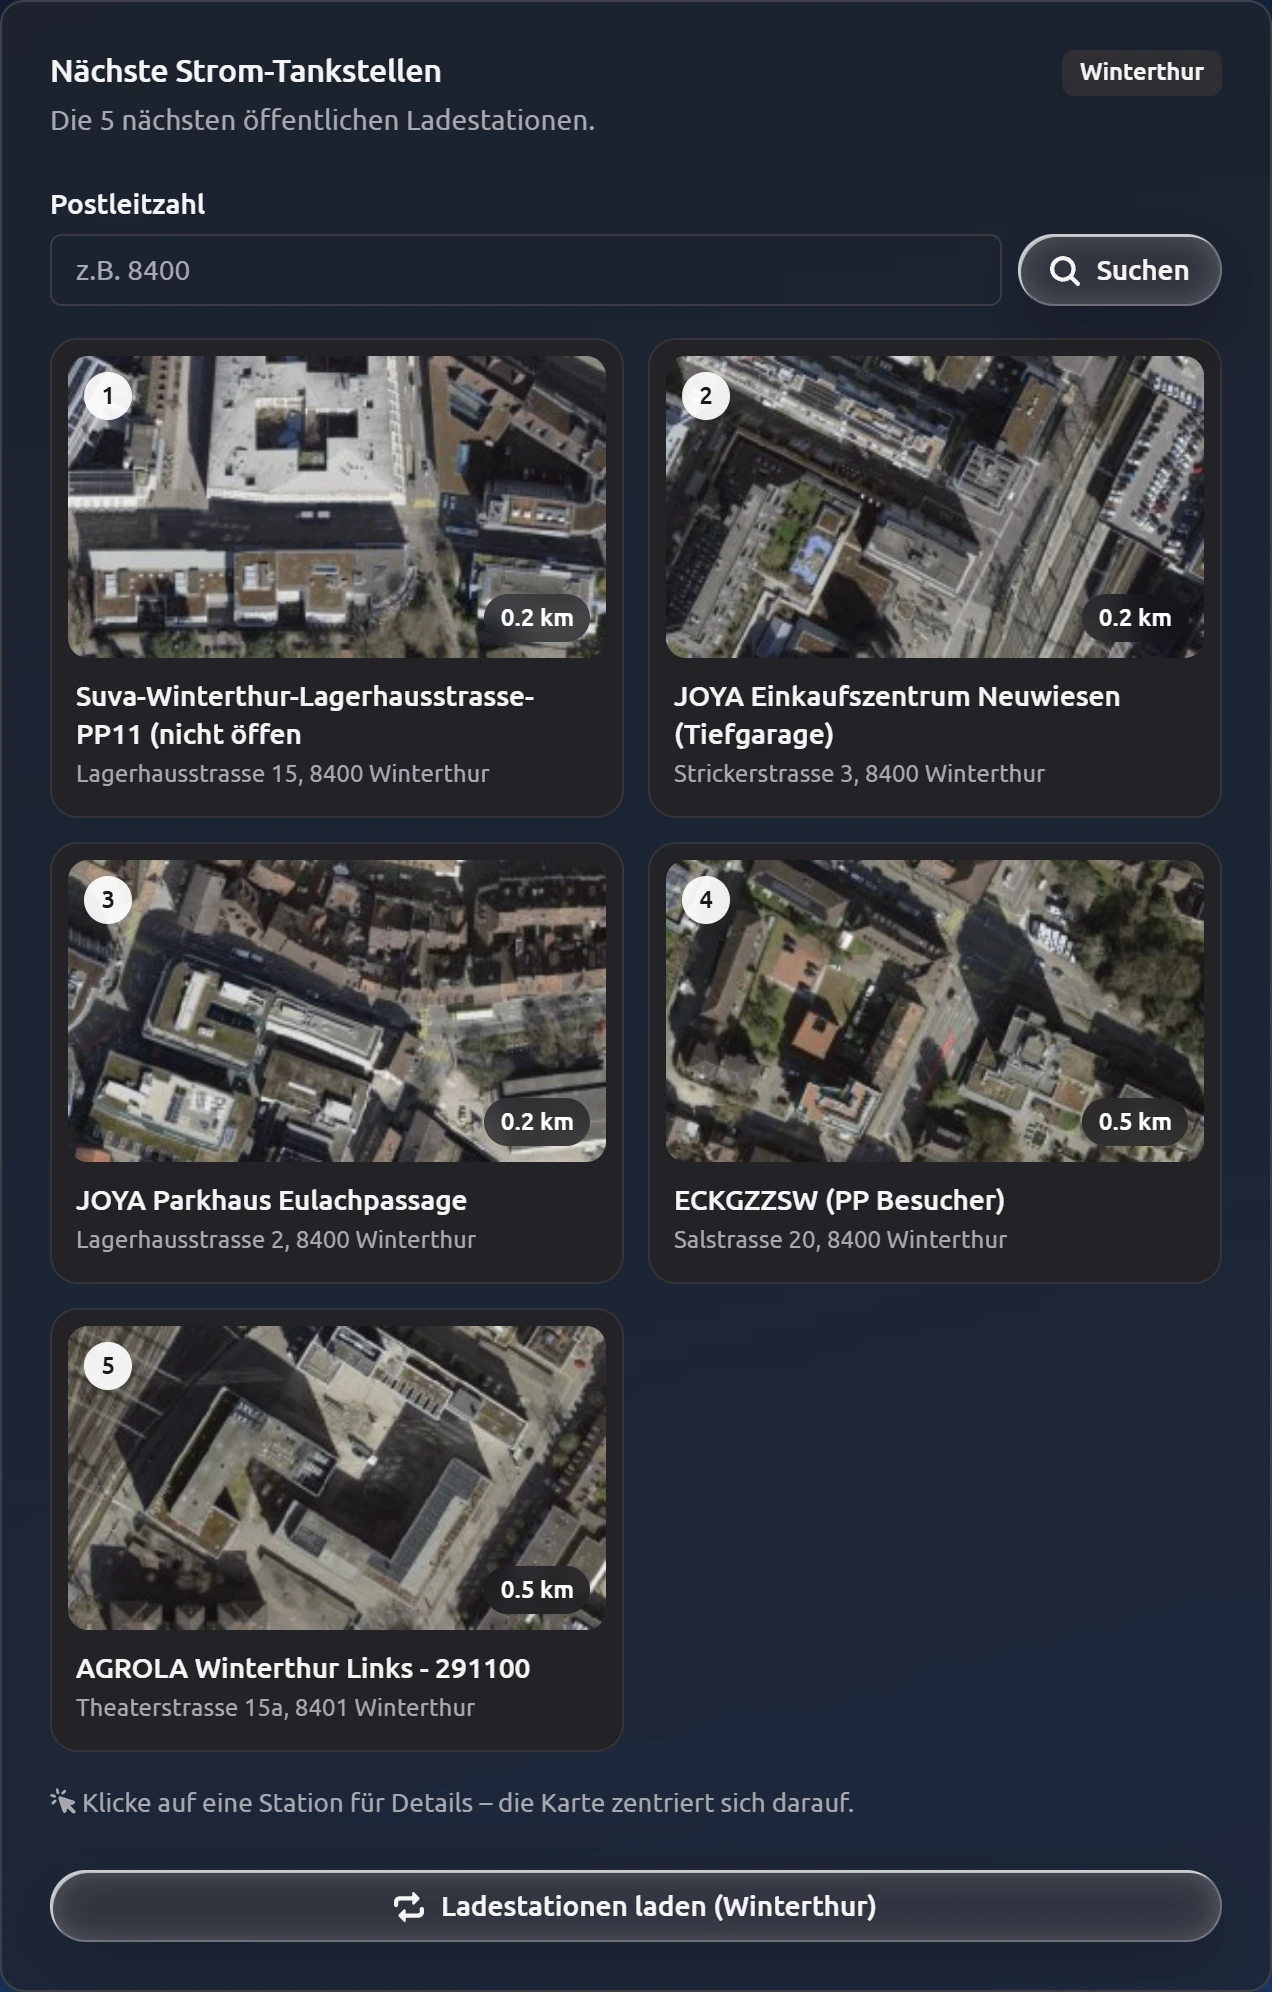 Nächste Strom-Tankstellen
Winterthur
Die 5 nächsten öffentlichen Ladestationen.
Postleitzahl
z.B. 8400
Suchen
1
0.2 km
Suva-Winterthur-Lagerhausstrasse-
PP11 (nicht öffen
Lagerhausstrasse 15, 8400 Winterthur
2
0.2 km
JOYA Einkaufszentrum Neuwiesen
(Tiefgarage)
Strickerstrasse 3, 8400 Winterthur
3
0.2 km
JOYA Parkhaus Eulachpassage
Lagerhausstrasse 2, 8400 Winterthur
4
0.5 km
ECKGZZSW (PP Besucher)
Salstrasse 20, 8400 Winterthur
5
0.5 km
AGROLA Winterthur Links - 291100
Theaterstrasse 15a, 8401 Winterthur
Klicke auf eine Station für Details – die Karte zentriert sich darauf.
Ladestationen laden (Winterthur)